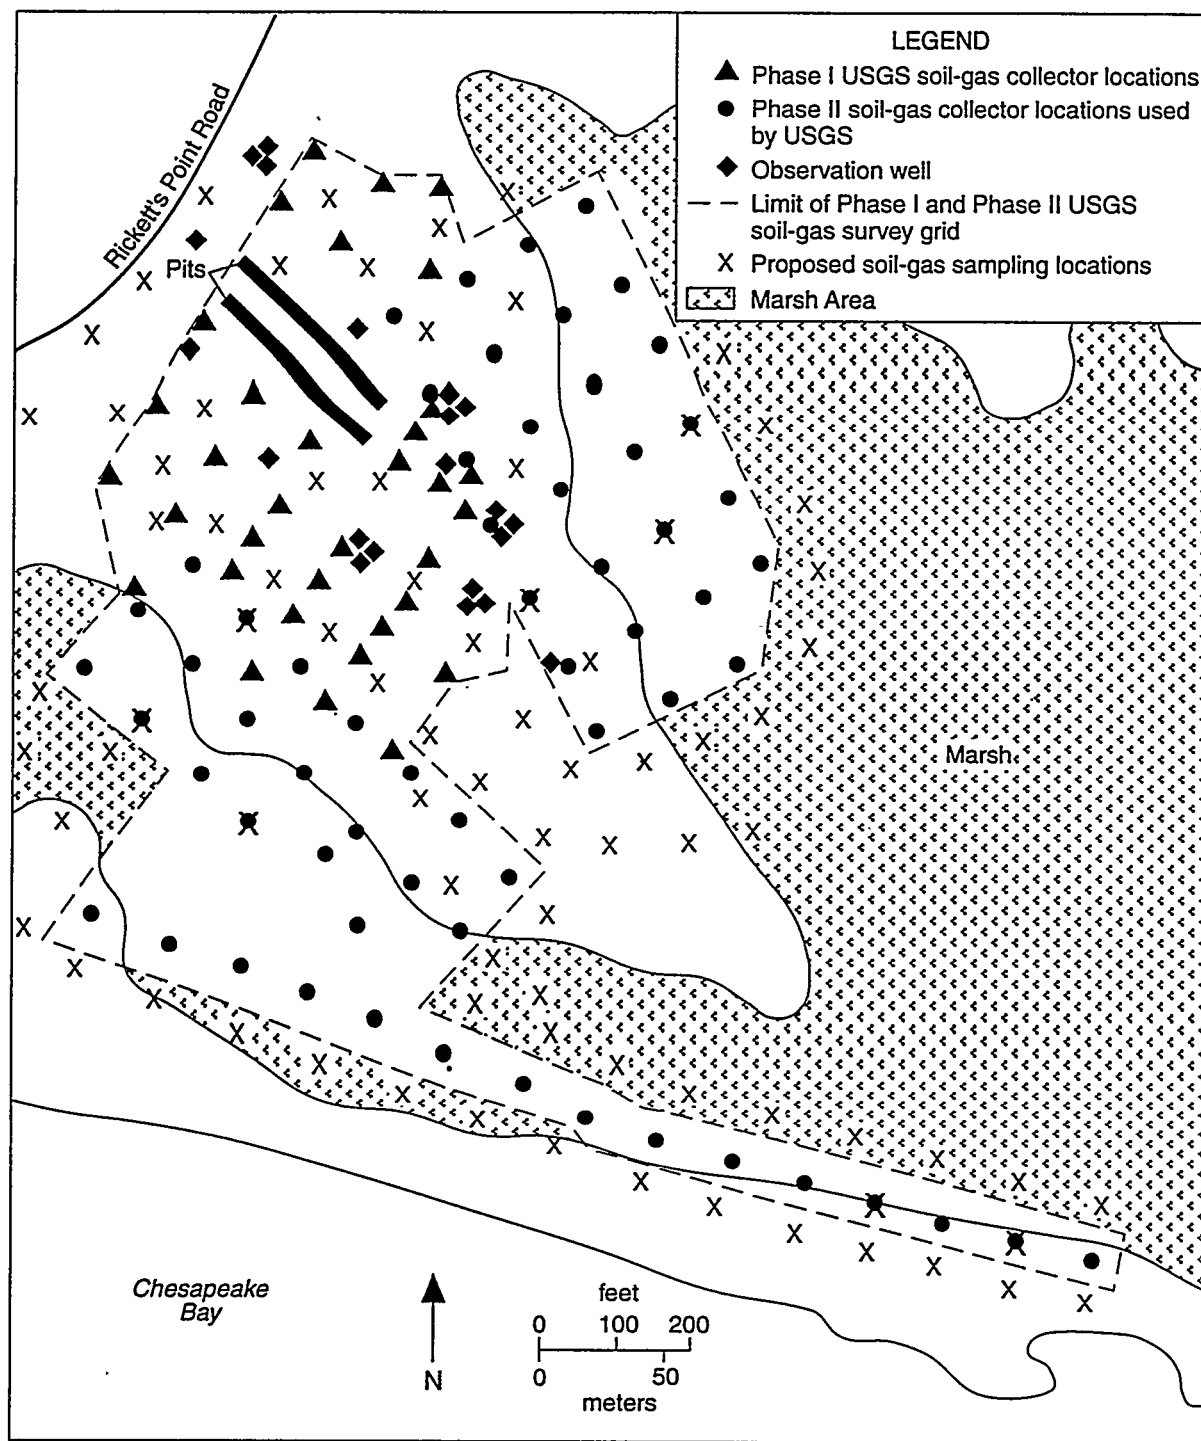 LEGEND
Phase I USGS soil-gas collector locations
Phase II soil-gas collector locations used
by USGS
Observation well
Limit of Phase I and Phase II USGS
soil-gas survey grid
X Proposed soil-gas sampling locations
Marsh Area
Rickett's Point Road
Pits
Marsh
Chesapeake
Bay
N
feet
0 100 200
0 50
meters